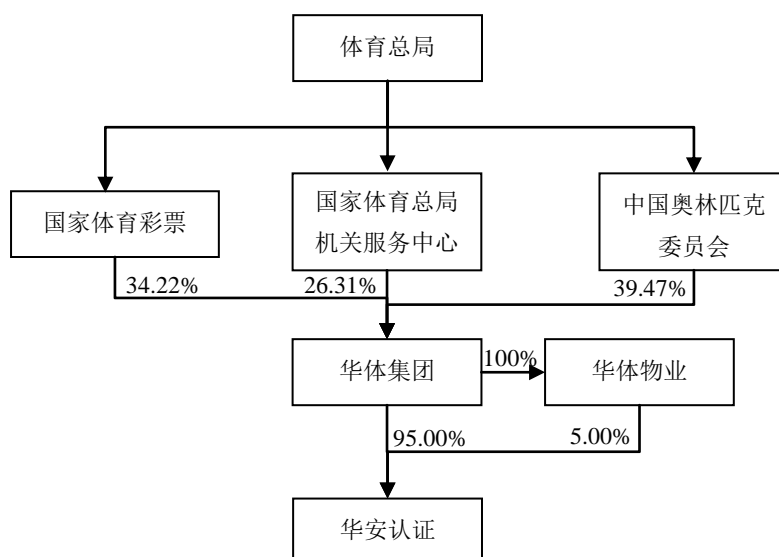 体育总局
国家体育彩票
国家体育总局
机关服务中心
中国奥林匹克
委员会
34.22%
26.31%
39.47%
华体集团
100%
华体物业
95.00%
5.00%
华安认证